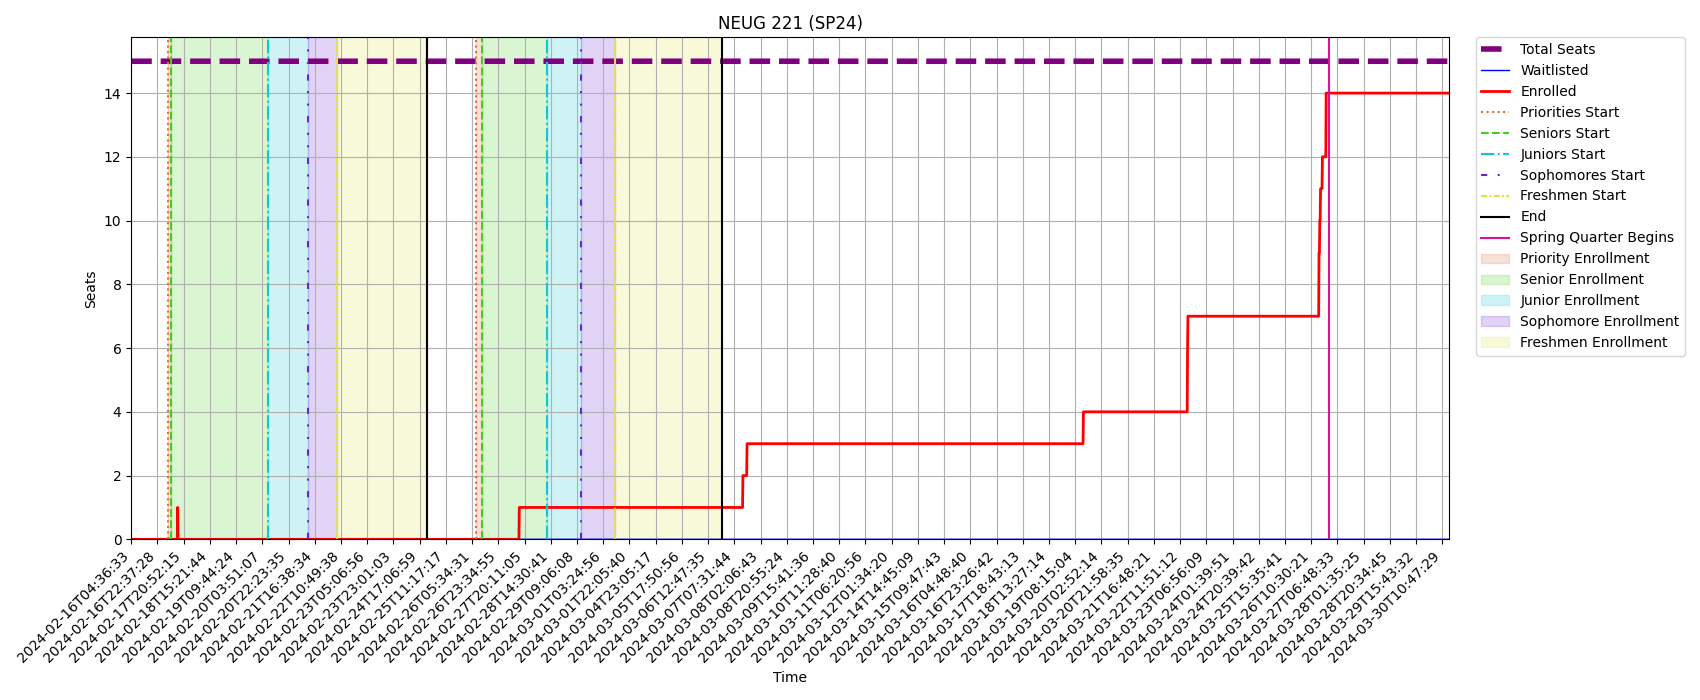 NEUG 221 (SP24)
Total Seats
Waitlisted
Enrolled
Priorities Start
Seniors Start
Juniors Start
Sophomores Start
Freshmen Start
End
Spring Quarter Begins
Priority Enrollment
Senior Enrollment
Junior Enrollment
Sophomore Enrollment
Freshmen Enrollment
Seats
14
12
10
8
6
4
2
0
2024-02-16T04:36:33
2024-02-16T22:37:28
2024-02-17T20:52:15
2024-02-18T15:21:44
2024-02-19T09:44:24
2024-02-20T03:51:07
2024-02-20T22:23:35
2024-02-21T16:38:34
2024-02-22T10:49:38
2024-02-23T05:06:56
2024-02-23T23:01:03
2024-02-24T17:06:59
2024-02-25T11:17:17
2024-02-26T05:34:31
2024-02-26T23:34:55
2024-02-27T20:11:05
2024-02-28T14:30:41
2024-02-29T09:06:08
2024-03-01T03:24:56
2024-03-01T22:05:40
2024-03-04T23:05:17
2024-03-05T17:50:56
2024-03-06T12:47:35
2024-03-07T07:31:44
2024-03-08T02:06:43
2024-03-08T20:55:24
2024-03-09T15:41:36
2024-03-10T11:28:40
2024-03-11T06:20:56
2024-03-12T01:34:20
2024-03-14T14:45:09
2024-03-15T09:47:43
2024-03-16T04:48:40
2024-03-16T23:26:42
2024-03-17T18:43:13
2024-03-18T13:27:14
2024-03-19T08:15:04
2024-03-20T02:52:14
2024-03-20T21:58:35
2024-03-21T16:48:21
2024-03-22T11:51:12
2024-03-23T06:56:09
2024-03-24T01:39:51
2024-03-24T20:39:42
2024-03-25T15:35:41
2024-03-26T10:30:21
2024-03-27T06:48:33
2024-03-28T01:35:25
2024-03-28T20:34:45
2024-03-29T15:43:32
2024-03-30T10:47:29
Time